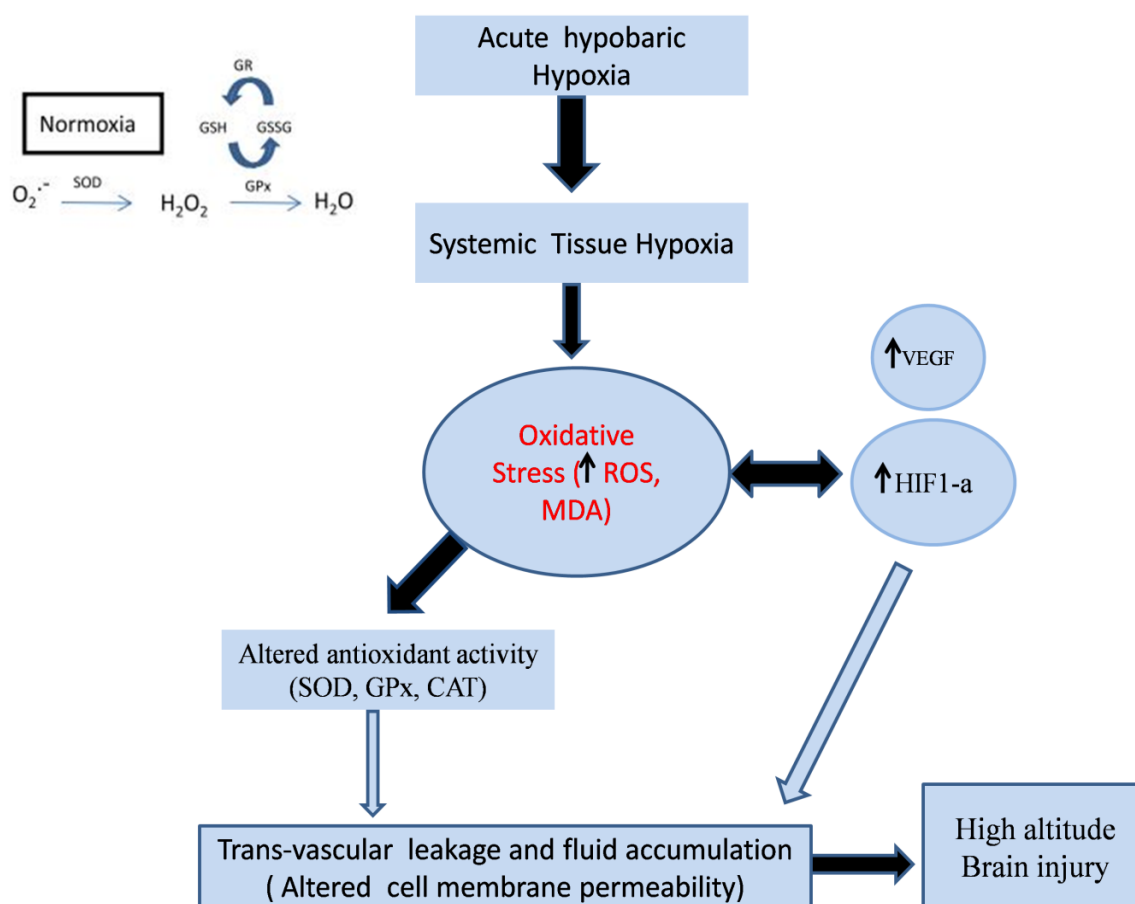 Acute hypobaric
Hypoxia
GR
Normoxia
GSH
GSSG
O₂·⁻
SOD
H₂O₂
GPx
H₂O
Systemic Tissue Hypoxia
↑VEGF
Oxidative
Stress (↑ ROS,
MDA)
↑HIF1-a
Altered antioxidant activity
(SOD, GPx, CAT)
Trans-vascular leakage and fluid accumulation
( Altered cell membrane permeability)
High altitude
Brain injury